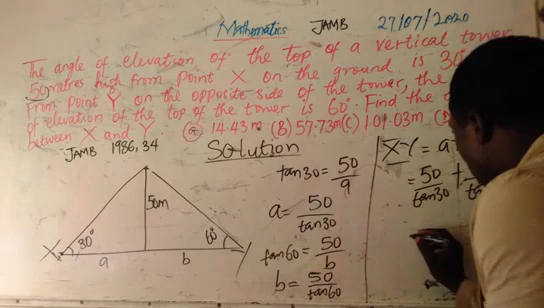 Mathematics JAMB 27/07/2020
The angle of elevation of the top of a vertical tower
50metres high from point X on the ground is 30
From Point Y on the opposite side of the tower, the
of elevation of the top of the tower is 60°. Find the
between X and Y (a) 14.43m (B) 57.73m (C) 101.03m (D)
JAMB 1986, 34
Solution
50m
X 30° 60° Y
a b
tan30 = 50/a
a = 50/tan30
tan60 = 50/b
b = 50/tan60
XY = a
= 50/tan30 +